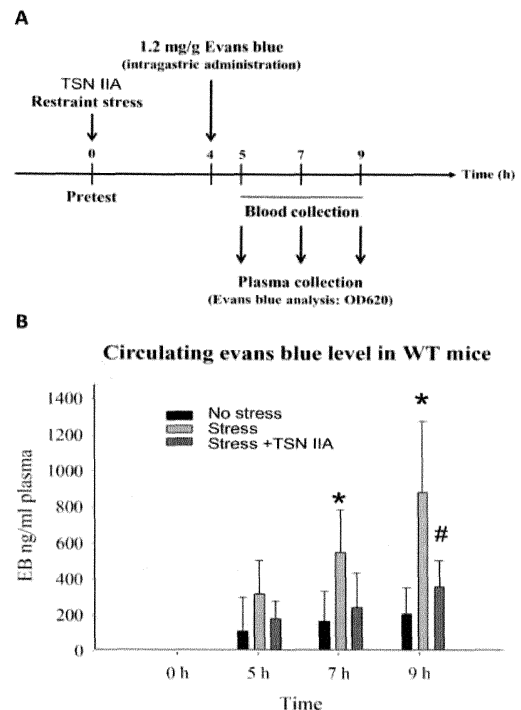 A
1.2 mg/g Evans blue
(intragastric administration)
TSN IIA
Restraint stress
0
4
5
7
9
Time (h)
Pretest
Blood collection
Plasma collection
(Evans blue analysis: OD620)
B
Circulating evans blue level in WT mice
1400
1200
1000
800
600
400
200
0
EB ng/ml plasma
No stress
Stress
Stress +TSN IIA
*
*
#
0 h
5 h
7 h
9 h
Time